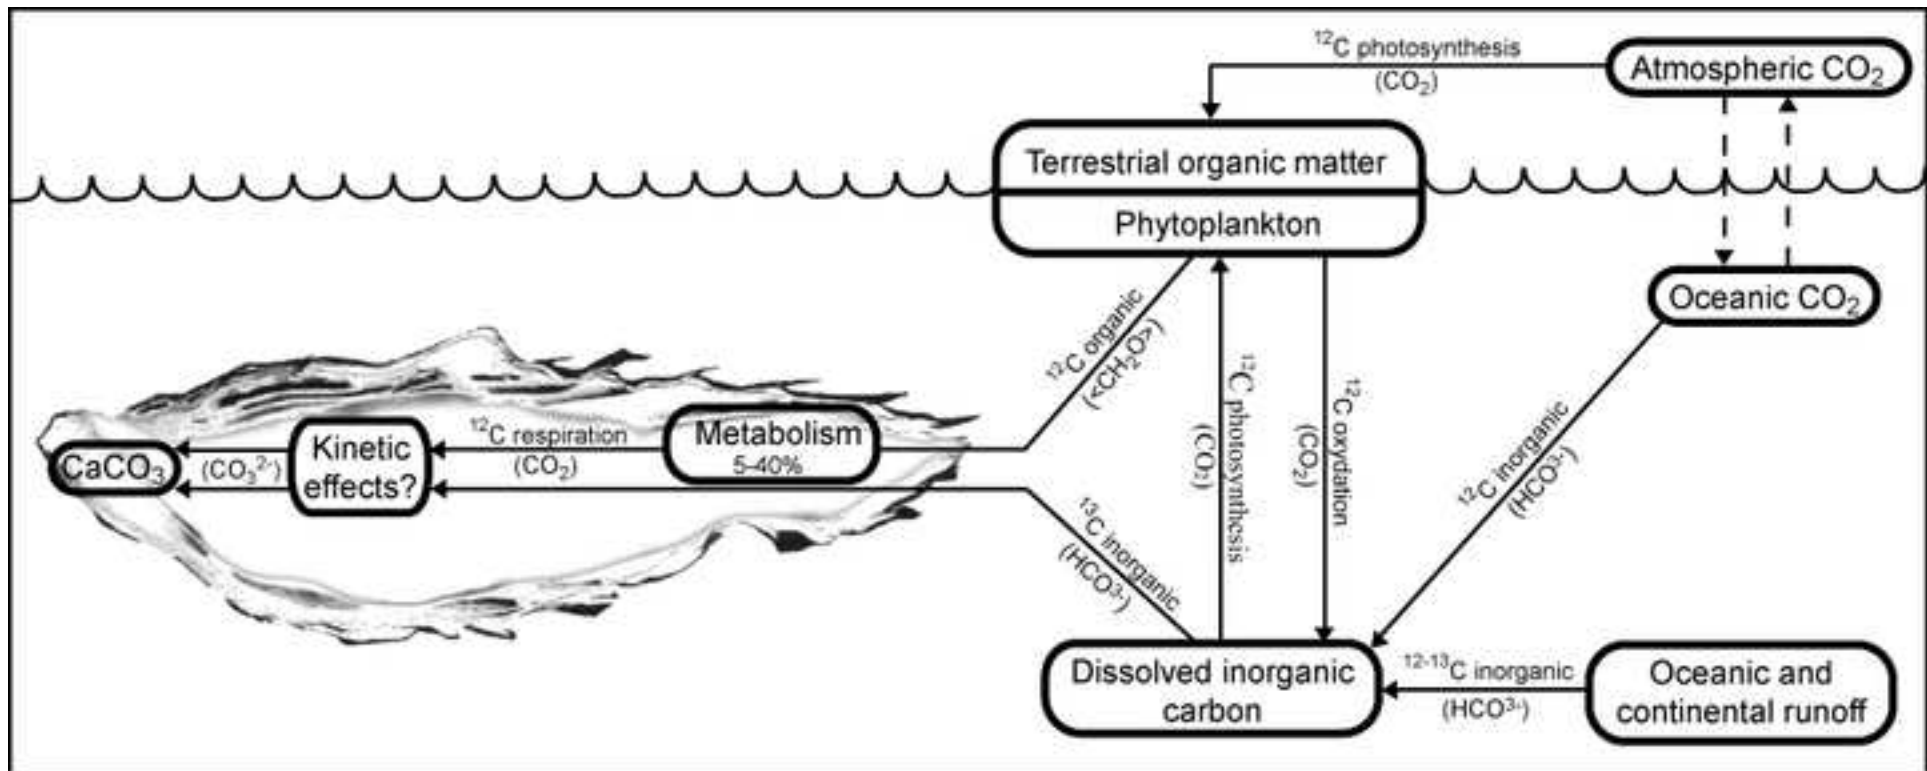 ¹²C photosynthesis
(CO₂)
Atmospheric CO₂
Terrestrial organic matter
Phytoplankton
Oceanic CO₂
¹²C organic
(<CH₂O>)
¹²C photosynthesis
(CO₂)
¹²C oxydation
(CO₂)
¹²C inorganic
(HCO³⁻)
CaCO₃
(CO₃²⁻)
Kinetic
effects?
¹²C respiration
(CO₂)
Metabolism
5-40%
¹³C inorganic
(HCO³⁻)
Dissolved inorganic
carbon
¹²⁻¹³C inorganic
(HCO³⁻)
Oceanic and
continental runoff